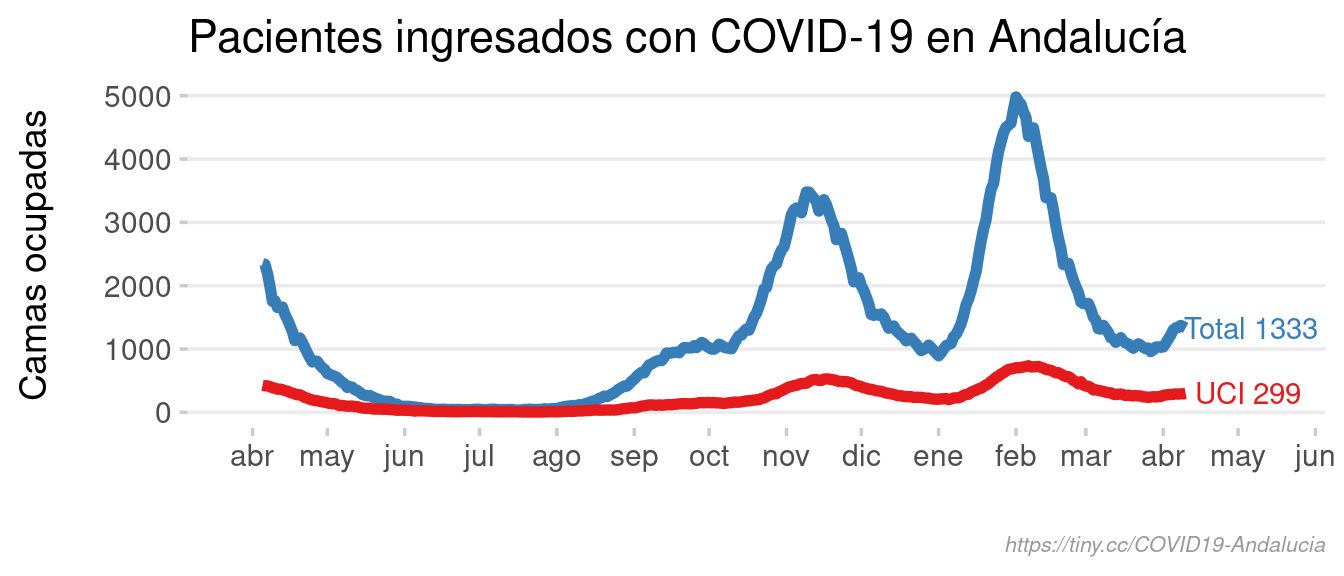 Pacientes ingresados con COVID-19 en Andalucía
Camas ocupadas
5000
4000
3000
2000
1000
0
Total 1333
UCI 299
abr may jun jul ago sep oct nov dic ene feb mar abr may jun
https://tiny.cc/COVID19-Andalucia